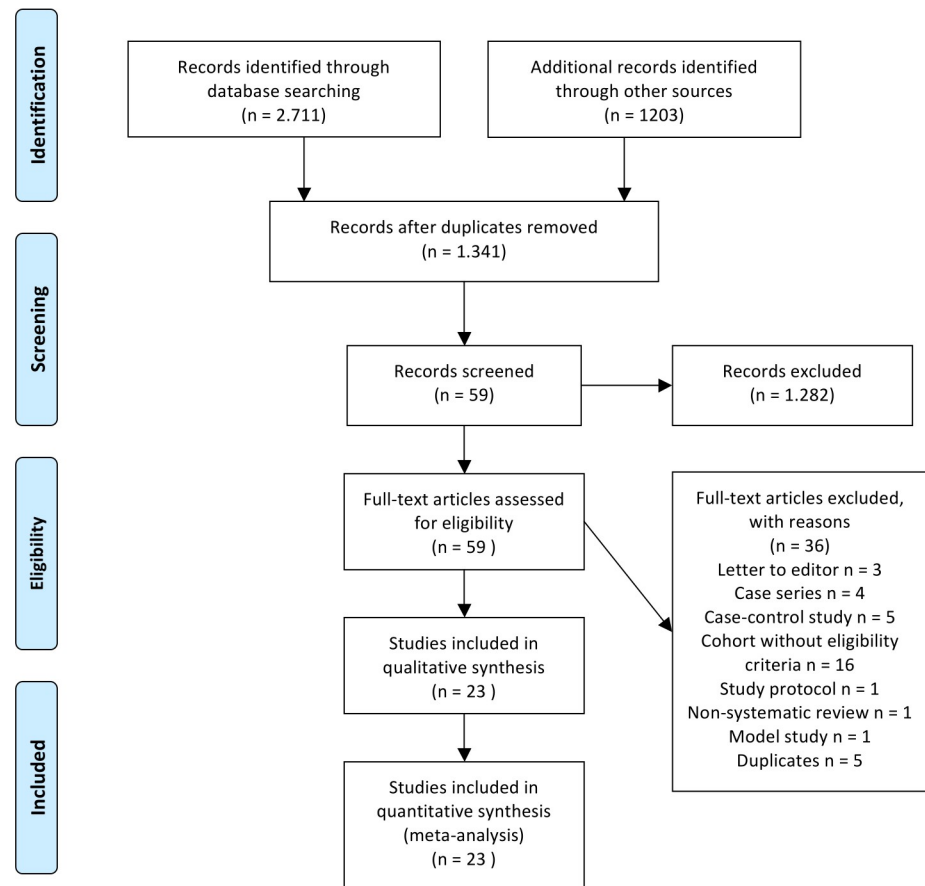 Identification
Records identified through
database searching
(n = 2.711)
Additional records identified
through other sources
(n = 1203)
Records after duplicates removed
(n = 1.341)
Screening
Records screened
(n = 59)
Records excluded
(n = 1.282)
Eligibility
Full-text articles assessed
for eligibility
(n = 59 )
Full-text articles excluded,
with reasons
(n = 36)
Letter to editor n = 3
Case series n = 4
Case-control study n = 5
Cohort without eligibility
criteria n = 16
Study protocol n = 1
Non-systematic review n = 1
Model study n = 1
Duplicates n = 5
Studies included in
qualitative synthesis
(n = 23 )
Included
Studies included in
quantitative synthesis
(meta-analysis)
(n = 23 )